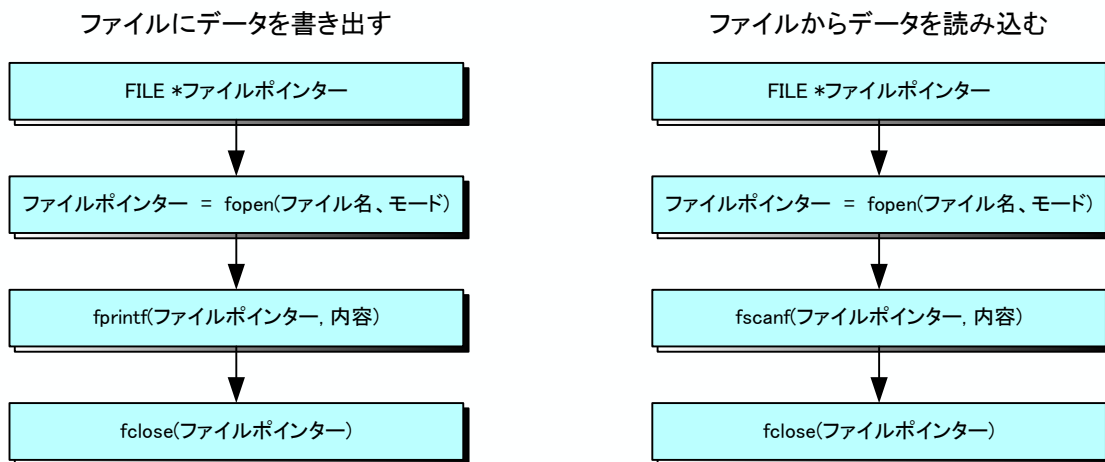 ファイルにデータを書き出す
FILE *ファイルポインター
ファイルポインター = fopen(ファイル名、モード)
fprintf(ファイルポインター, 内容)
fclose(ファイルポインター)
ファイルからデータを読み込む
FILE *ファイルポインター
ファイルポインター = fopen(ファイル名、モード)
fscanf(ファイルポインター, 内容)
fclose(ファイルポインター)